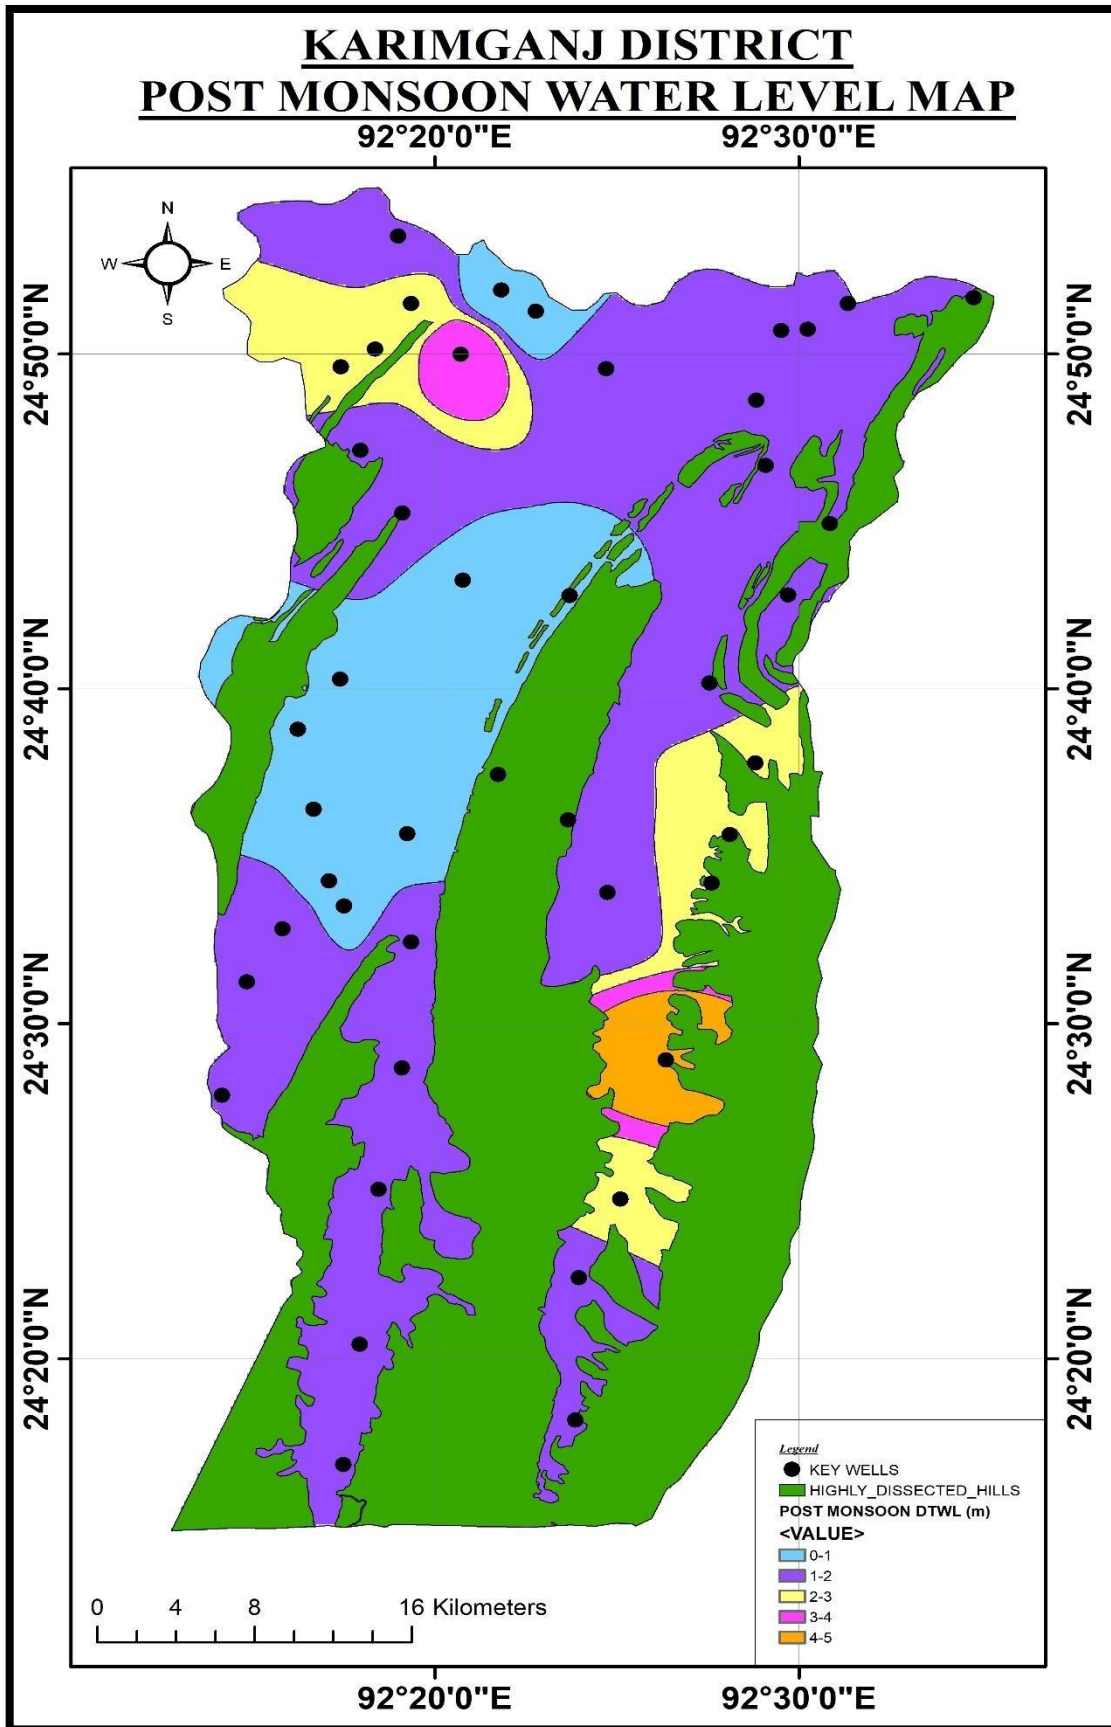 KARIMGANJ DISTRICT
POST MONSOON WATER LEVEL MAP
92°20'0"E 92°30'0"E
N
W E
S
24°50'0"N 24°50'0"N
24°40'0"N 24°40'0"N
24°30'0"N 24°30'0"N
24°20'0"N 24°20'0"N
Legend
KEY WELLS
HIGHLY_DISSECTED_HILLS
POST MONSOON DTWL (m)
<VALUE>
0-1
1-2
2-3
3-4
4-5
0 4 8 16 Kilometers
92°20'0"E 92°30'0"E